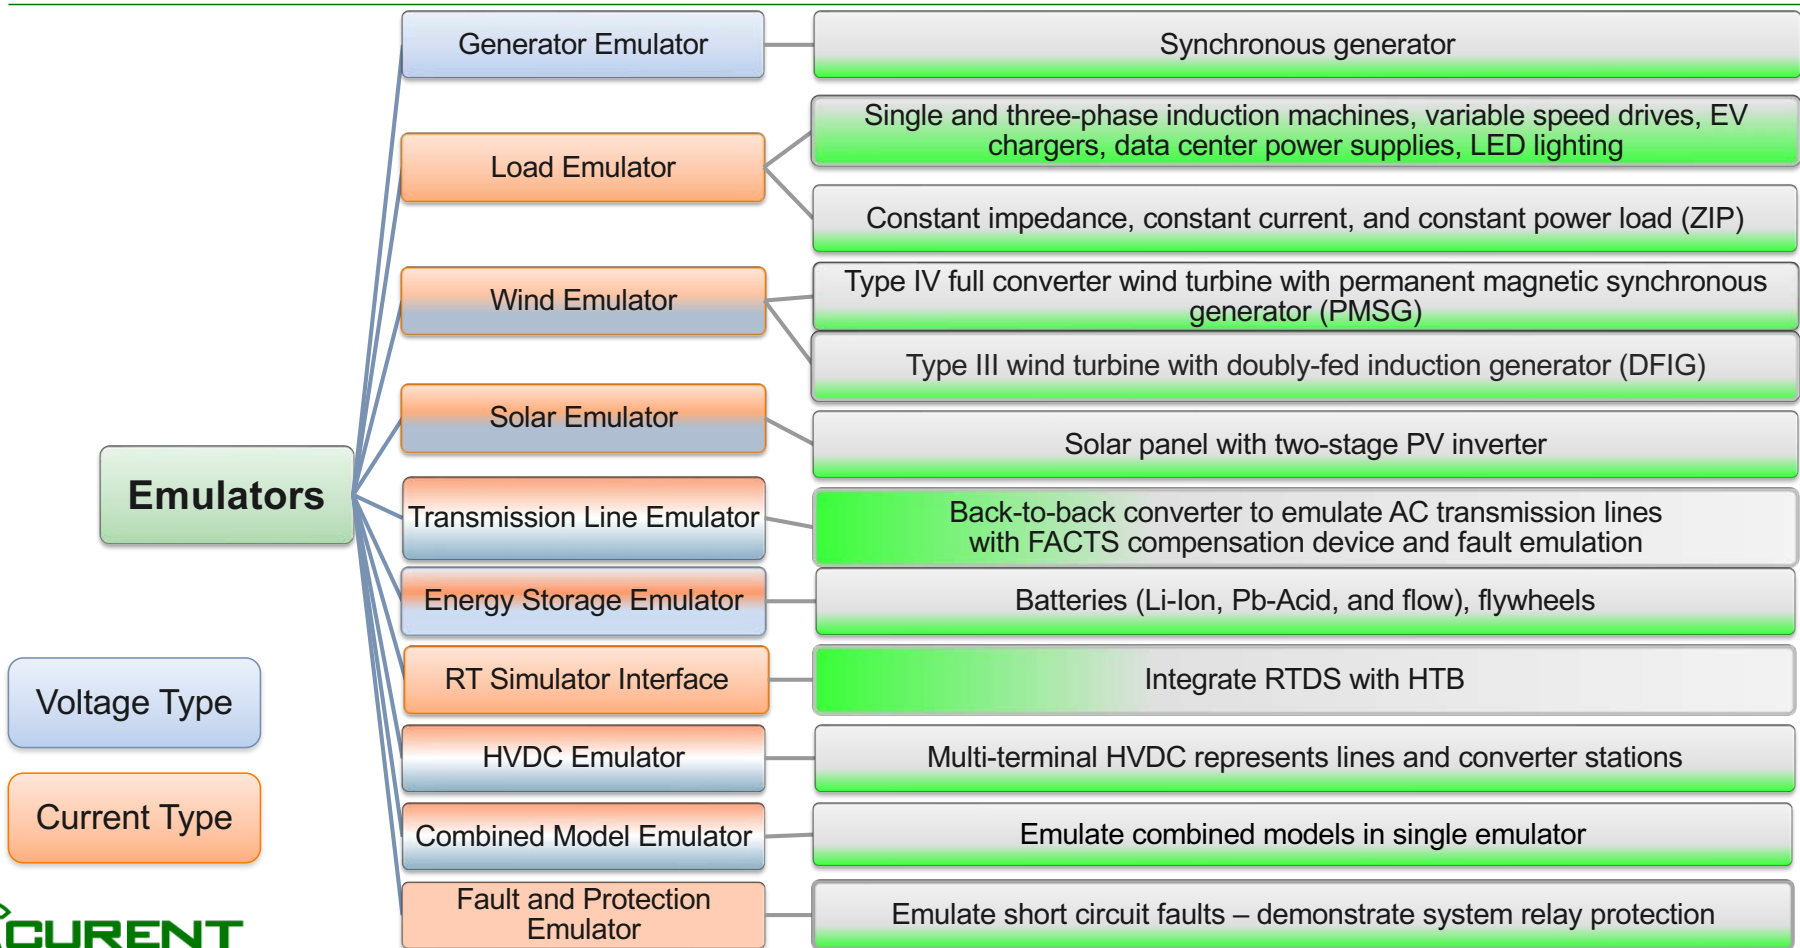 Generator Emulator
Synchronous generator
Load Emulator
Single and three-phase induction machines, variable speed drives, EV
chargers, data center power supplies, LED lighting
Constant impedance, constant current, and constant power load (ZIP)
Wind Emulator
Type IV full converter wind turbine with permanent magnetic synchronous
generator (PMSG)
Type III wind turbine with doubly-fed induction generator (DFIG)
Solar Emulator
Solar panel with two-stage PV inverter
Emulators
Transmission Line Emulator
Back-to-back converter to emulate AC transmission lines
with FACTS compensation device and fault emulation
Energy Storage Emulator
Batteries (Li-Ion, Pb-Acid, and flow), flywheels
RT Simulator Interface
Integrate RTDS with HTB
Voltage Type
HVDC Emulator
Multi-terminal HVDC represents lines and converter stations
Current Type
Combined Model Emulator
Emulate combined models in single emulator
Fault and Protection
Emulator
Emulate short circuit faults – demonstrate system relay protection
CURENT